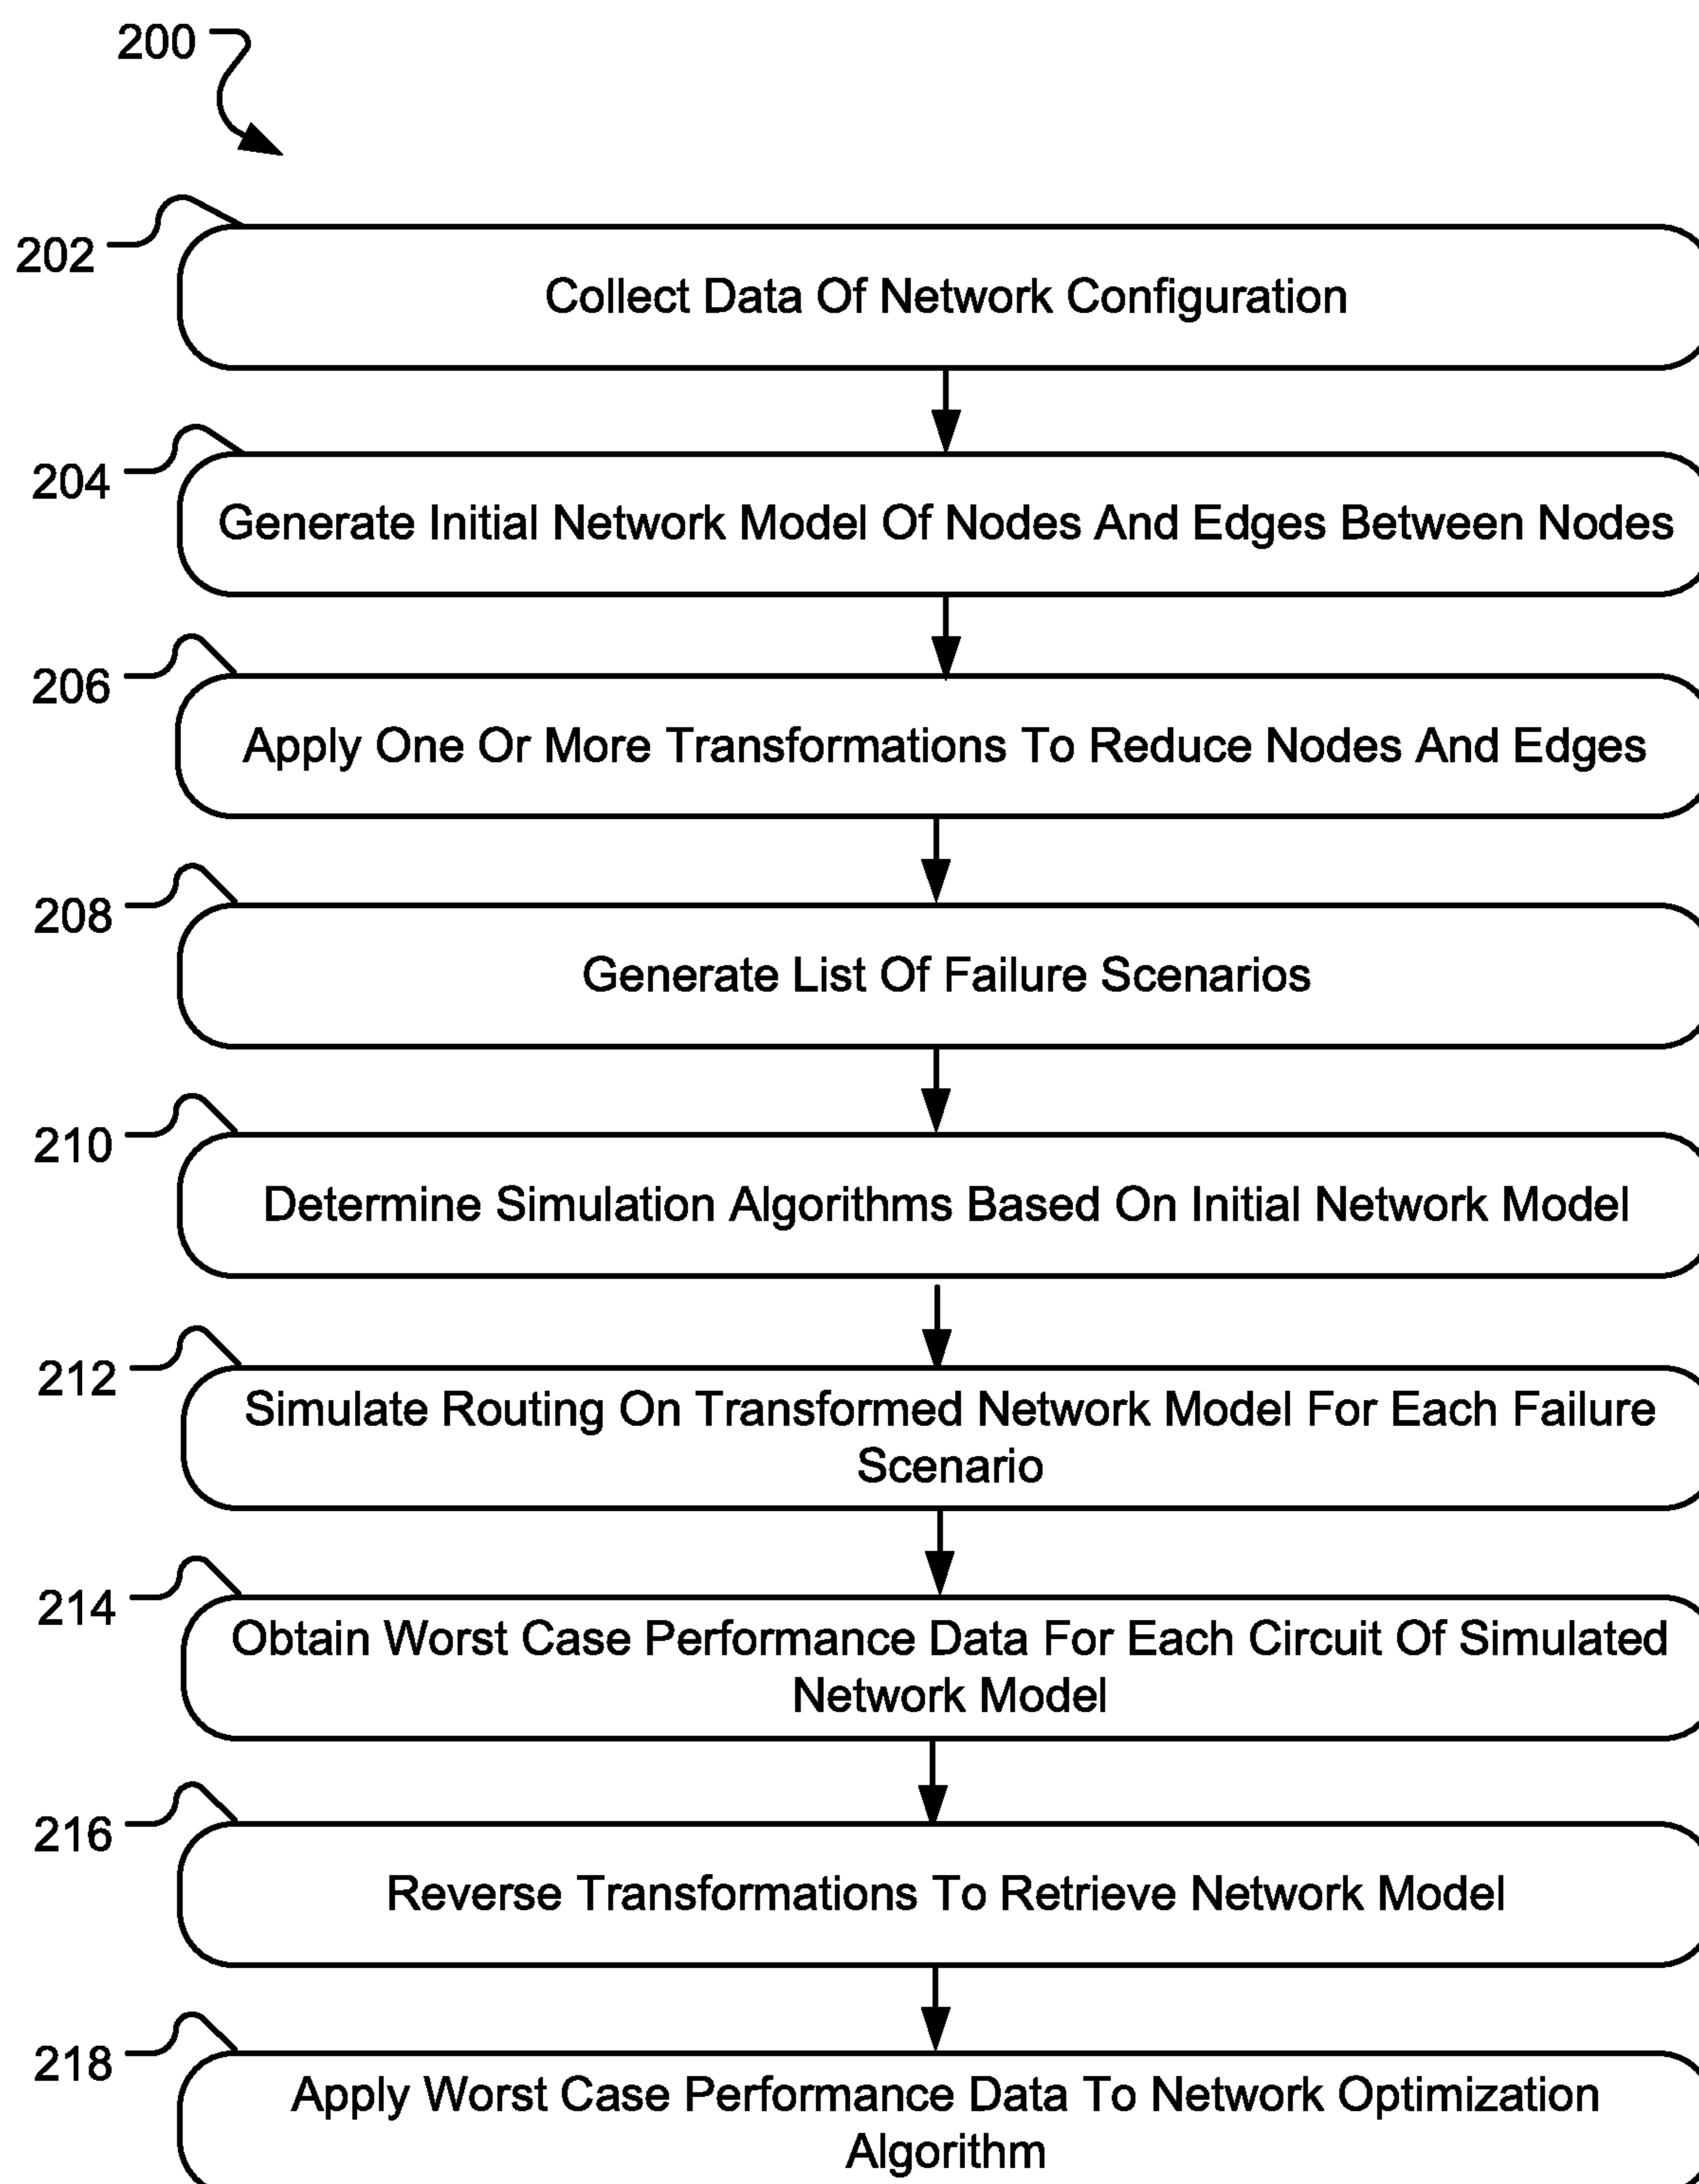 200
202
Collect Data Of Network Configuration
204
Generate Initial Network Model Of Nodes And Edges Between Nodes
206
Apply One Or More Transformations To Reduce Nodes And Edges
208
Generate List Of Failure Scenarios
210
Determine Simulation Algorithms Based On Initial Network Model
212
Simulate Routing On Transformed Network Model For Each Failure
Scenario
214
Obtain Worst Case Performance Data For Each Circuit Of Simulated
Network Model
216
Reverse Transformations To Retrieve Network Model
218
Apply Worst Case Performance Data To Network Optimization
Algorithm